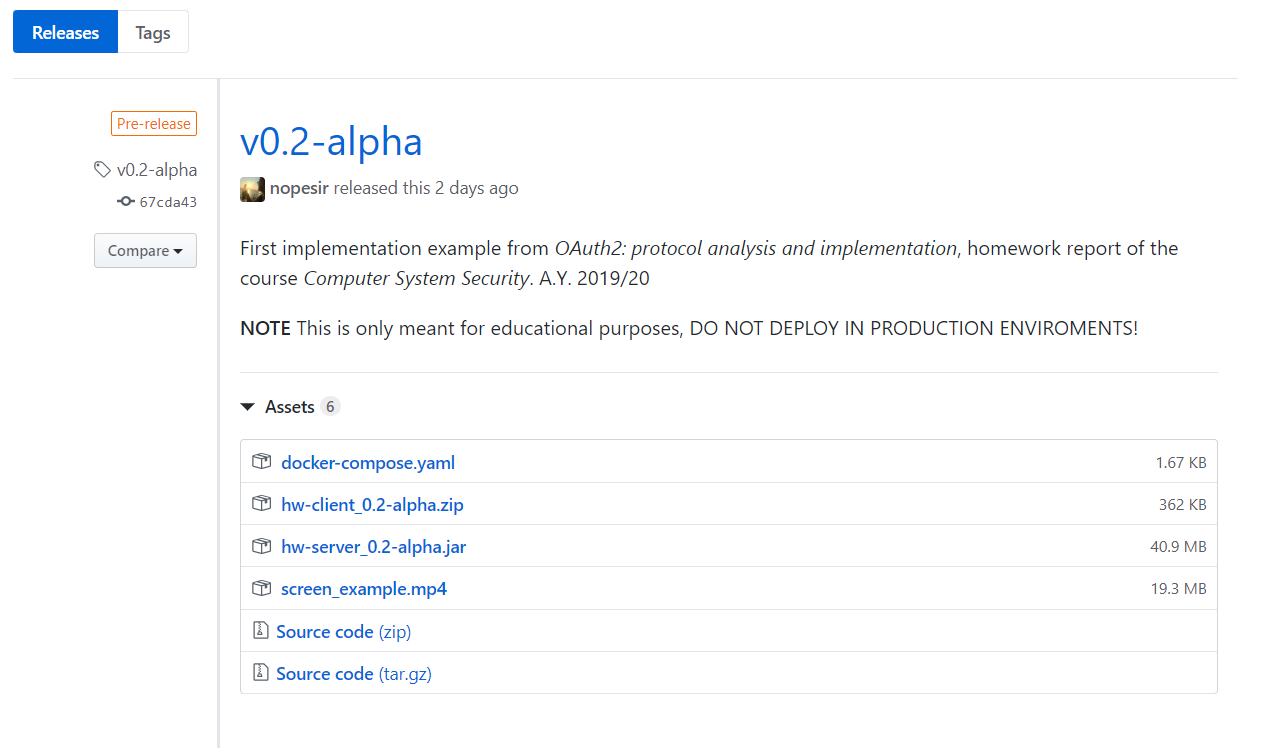 Releases Tags
Pre-release
v0.2-alpha
67cda43
Compare
v0.2-alpha
nopesir released this 2 days ago
First implementation example from OAuth2: protocol analysis and implementation, homework report of the
course Computer System Security. A.Y. 2019/20
NOTE This is only meant for educational purposes, DO NOT DEPLOY IN PRODUCTION ENVIROMENTS!
Assets 6
docker-compose.yaml 1.67 KB
hw-client_0.2-alpha.zip 362 KB
hw-server_0.2-alpha.jar 40.9 MB
screen_example.mp4 19.3 MB
Source code (zip)
Source code (tar.gz)